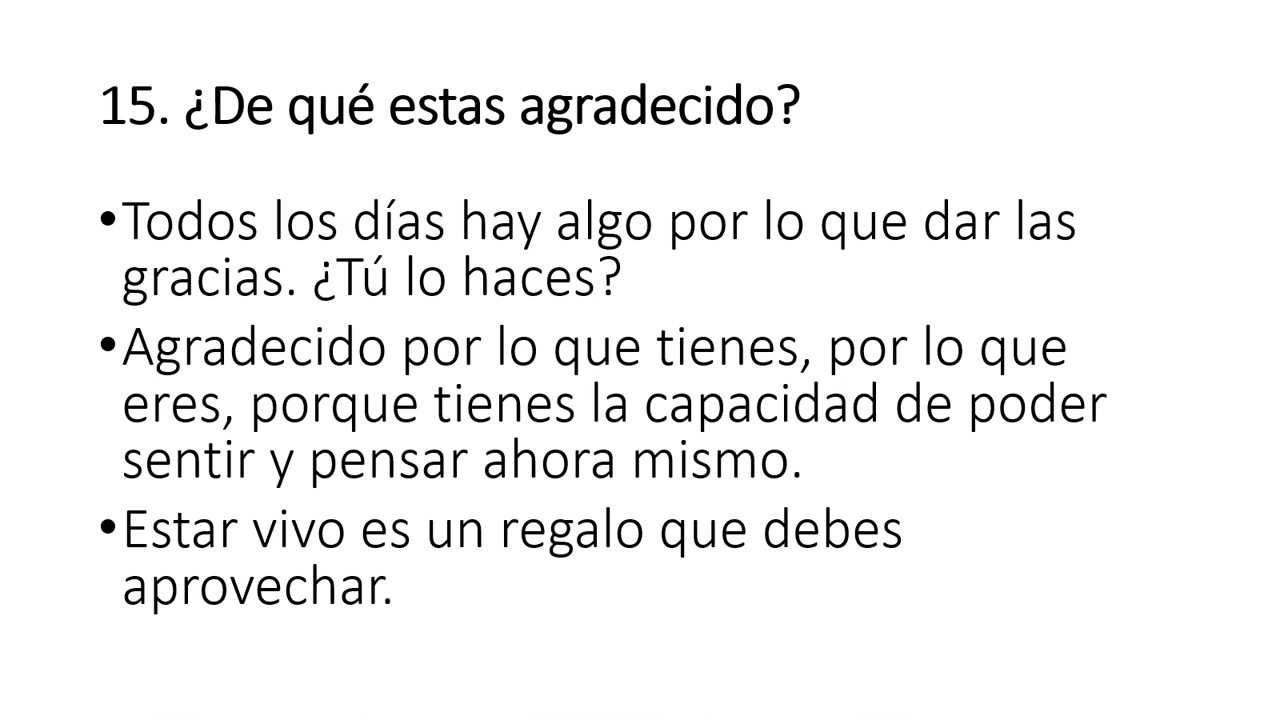 15. ¿De qué estas agradecido?
•Todos los días hay algo por lo que dar las
gracias. ¿Tú lo haces?
•Agradecido por lo que tienes, por lo que
eres, porque tienes la capacidad de poder
sentir y pensar ahora mismo.
•Estar vivo es un regalo que debes
aprovechar.